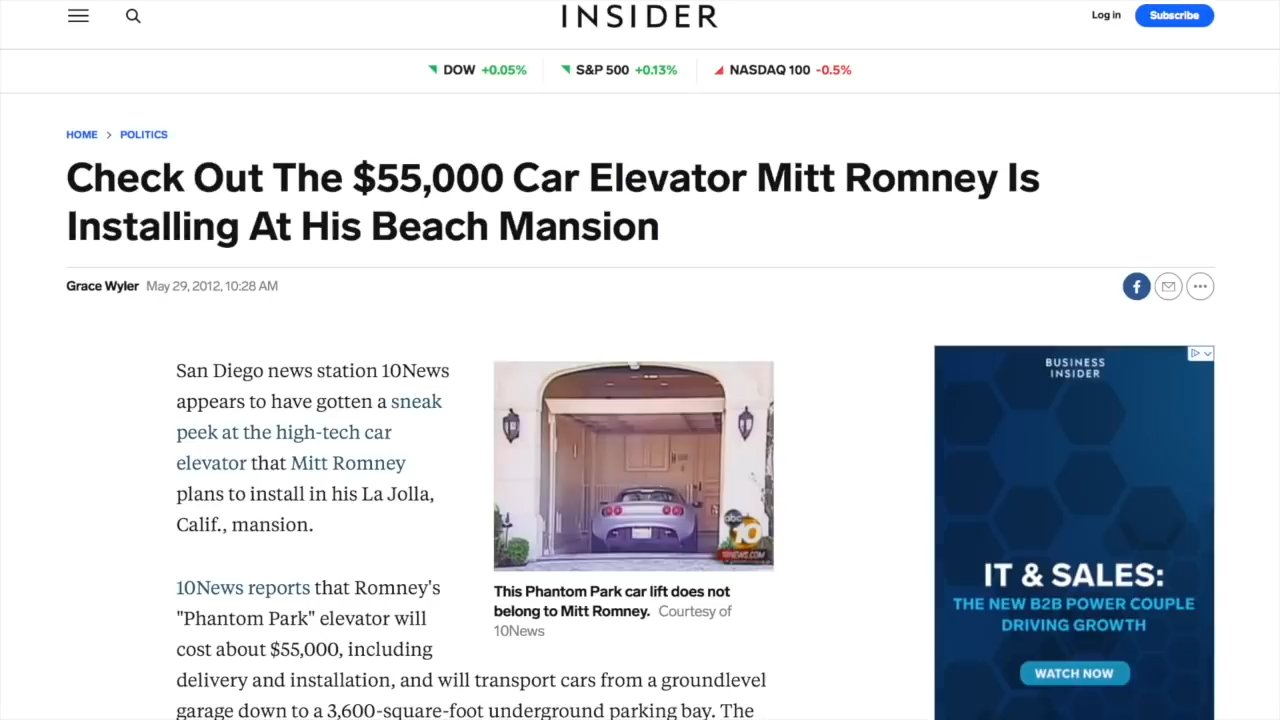 INSIDER
Log in
Subscribe
DOW +0.05%
S&P 500 +0.13%
NASDAQ 100 -0.5%
HOME > POLITICS
Check Out The $55,000 Car Elevator Mitt Romney Is
Installing At His Beach Mansion
Grace Wyler May 29, 2012, 10:28 AM
San Diego news station 10News
appears to have gotten a sneak
peek at the high-tech car
elevator that Mitt Romney
plans to install in his La Jolla,
Calif., mansion.
10News reports that Romney's
"Phantom Park" elevator will
cost about $55,000, including
delivery and installation, and will transport cars from a groundlevel
garage down to a 3,600-square-foot underground parking bay. The
abc
10
10NEWS.COM
This Phantom Park car lift does not
belong to Mitt Romney. Courtesy of
10News
BUSINESS
INSIDER
IT & SALES:
THE NEW B2B POWER COUPLE
DRIVING GROWTH
WATCH NOW